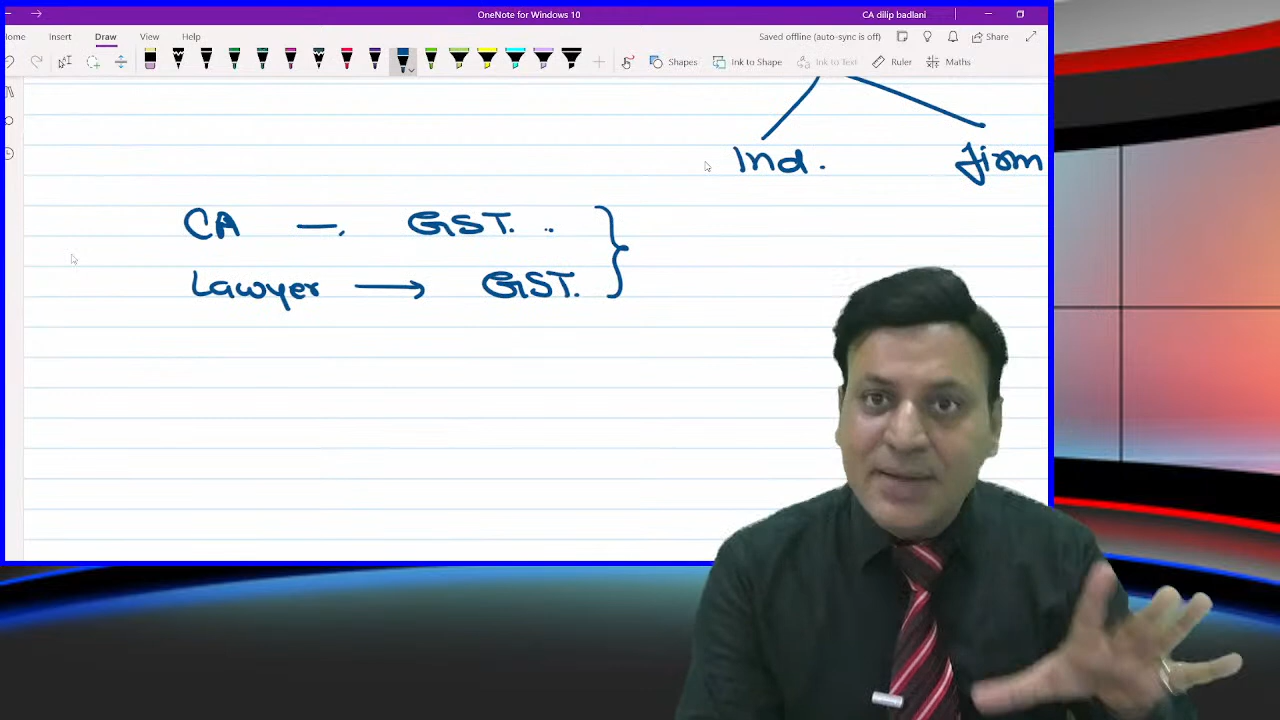 OneNote for Windows 10
CA dilip badlani
Insert Draw View Help
Saved offline (auto-sync is off)
Share
Shapes
Ink to Shape
Ink to Text
Ruler
Maths
Ind.
Firm
CA —. GST. ..
Lawyer → GST.